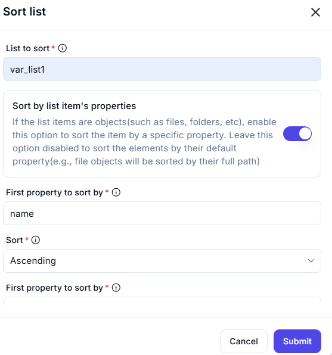 Sort list
List to sort *
var_list1
Sort by list item's properties
If the list items are objects(such as files, folders, etc), enable
this option to sort the item by a specific property. Leave this
option disabled to sort the elements by their default
property(e.g., file objects will be sorted by their full path)
First property to sort by *
name
Sort *
Ascending
First property to sort by *
Cancel
Submit